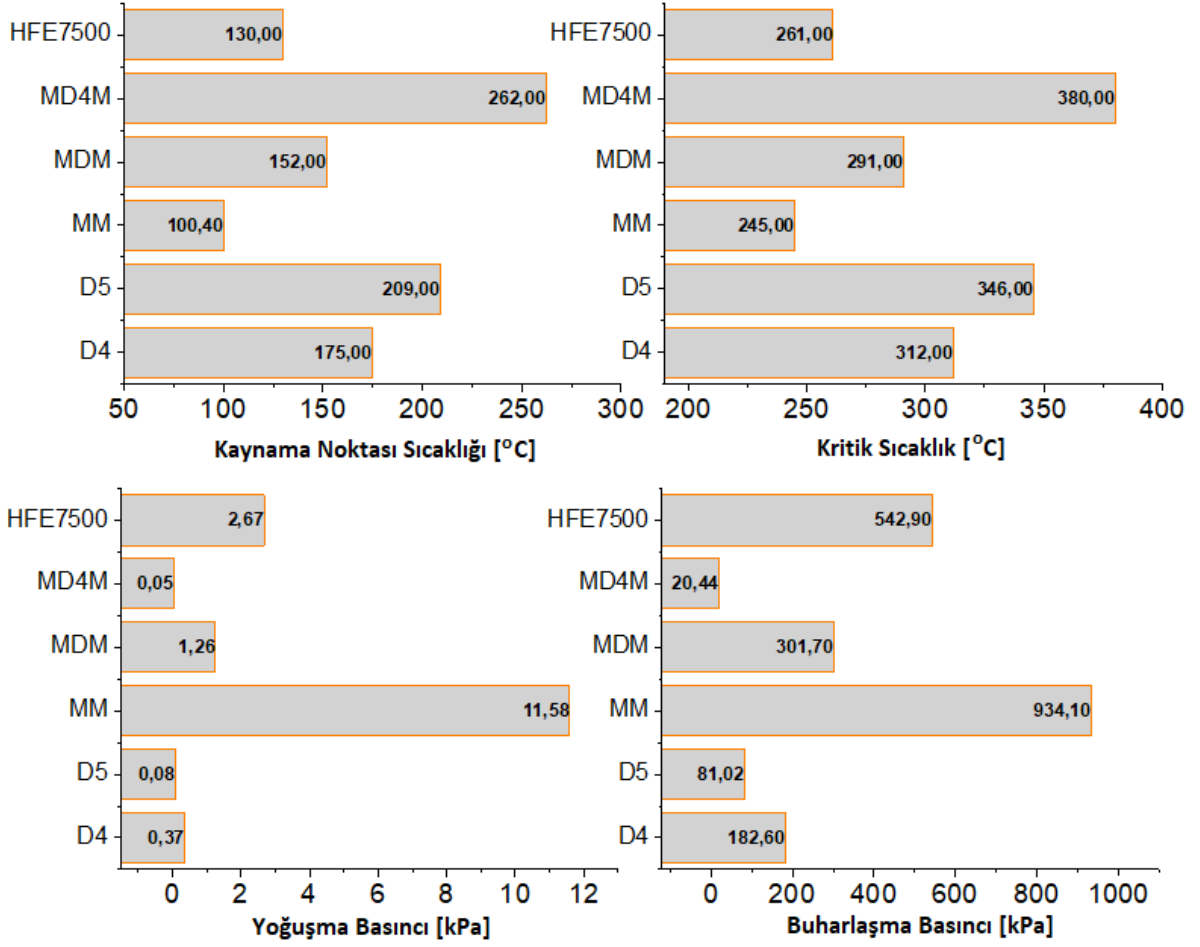 HFE7500
130,00
MD4M
262,00
MDM
152,00
MM
100,40
D5
209,00
D4
175,00
50 100 150 200 250 300
Kaynama Noktası Sıcaklığı [°C]
HFE7500
261,00
MD4M
380,00
MDM
291,00
MM
245,00
D5
346,00
D4
312,00
200 250 300 350 400
Kritik Sıcaklık [°C]
HFE7500
2,67
MD4M
0,05
MDM
1,26
MM
11,58
D5
0,08
D4
0,37
0 2 4 6 8 10 12
Yoğuşma Basıncı [kPa]
HFE7500
542,90
MD4M
20,44
MDM
301,70
MM
934,10
D5
81,02
D4
182,60
0 200 400 600 800 1000
Buharlaşma Basıncı [kPa]